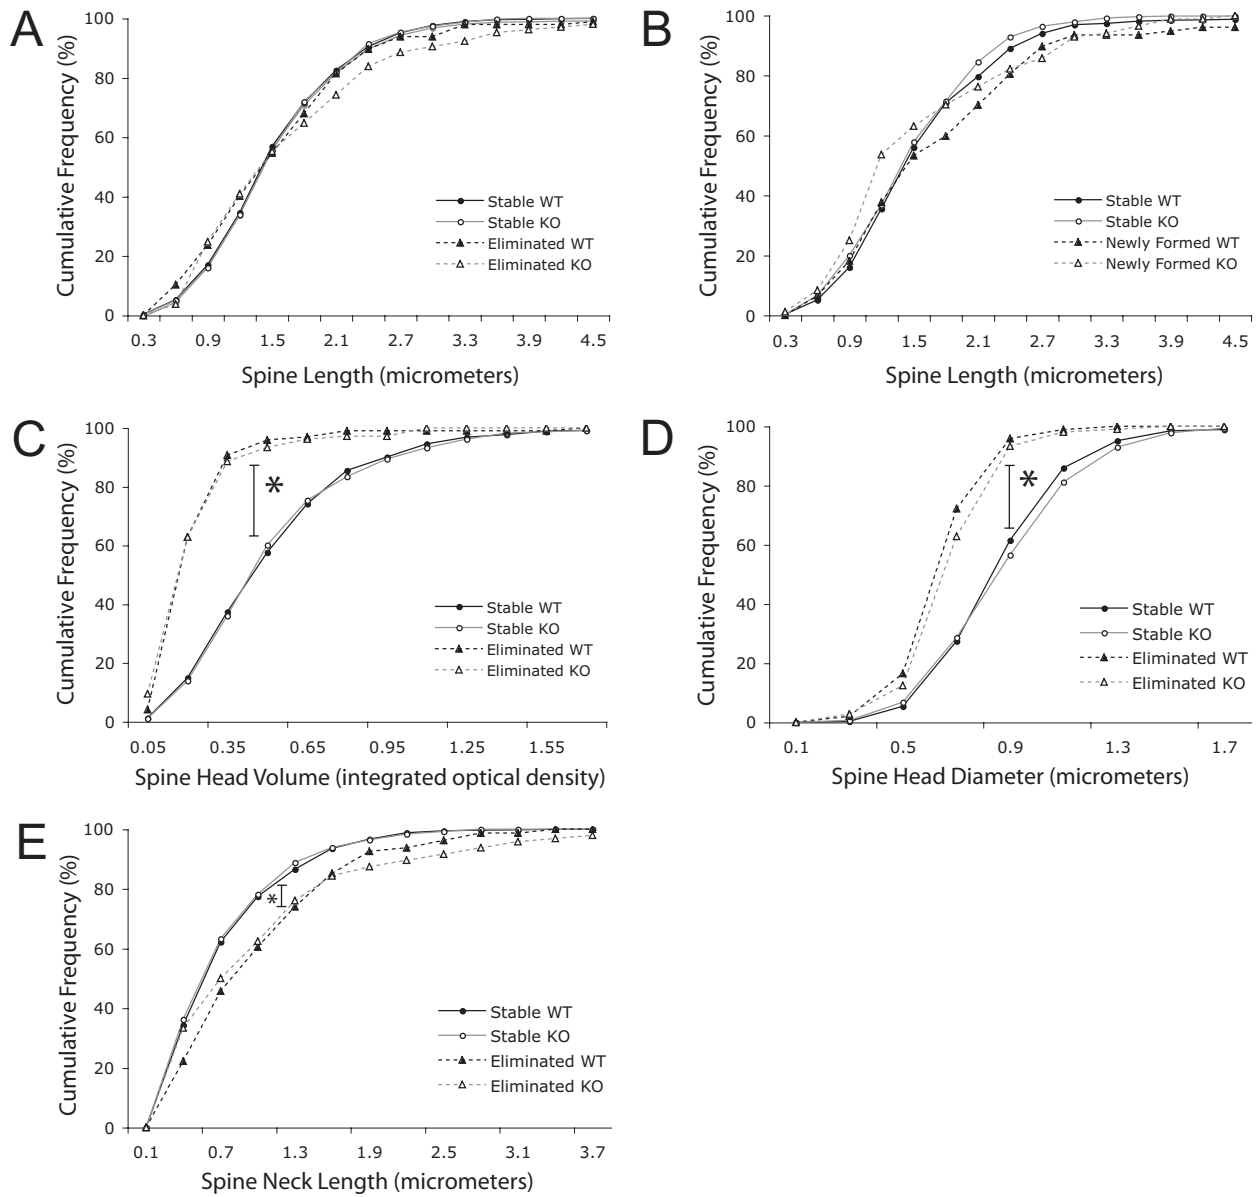 A
Cumulative Frequency (%)
100
80
60
40
20
0
0.3 0.9 1.5 2.1 2.7 3.3 3.9 4.5
Spine Length (micrometers)
Stable WT
Stable KO
Eliminated WT
Eliminated KO
B
Cumulative Frequency (%)
100
80
60
40
20
0
0.3 0.9 1.5 2.1 2.7 3.3 3.9 4.5
Spine Length (micrometers)
Stable WT
Stable KO
Newly Formed WT
Newly Formed KO
C
Cumulative Frequency (%)
100
80
60
40
20
0
*
0.05 0.35 0.65 0.95 1.25 1.55
Spine Head Volume (integrated optical density)
Stable WT
Stable KO
Eliminated WT
Eliminated KO
D
Cumulative Frequency (%)
100
80
60
40
20
0
*
0.1 0.5 0.9 1.3 1.7
Spine Head Diameter (micrometers)
Stable WT
Stable KO
Eliminated WT
Eliminated KO
E
Cumulative Frequency (%)
100
80
60
40
20
0
*
0.1 0.7 1.3 1.9 2.5 3.1 3.7
Spine Neck Length (micrometers)
Stable WT
Stable KO
Eliminated WT
Eliminated KO